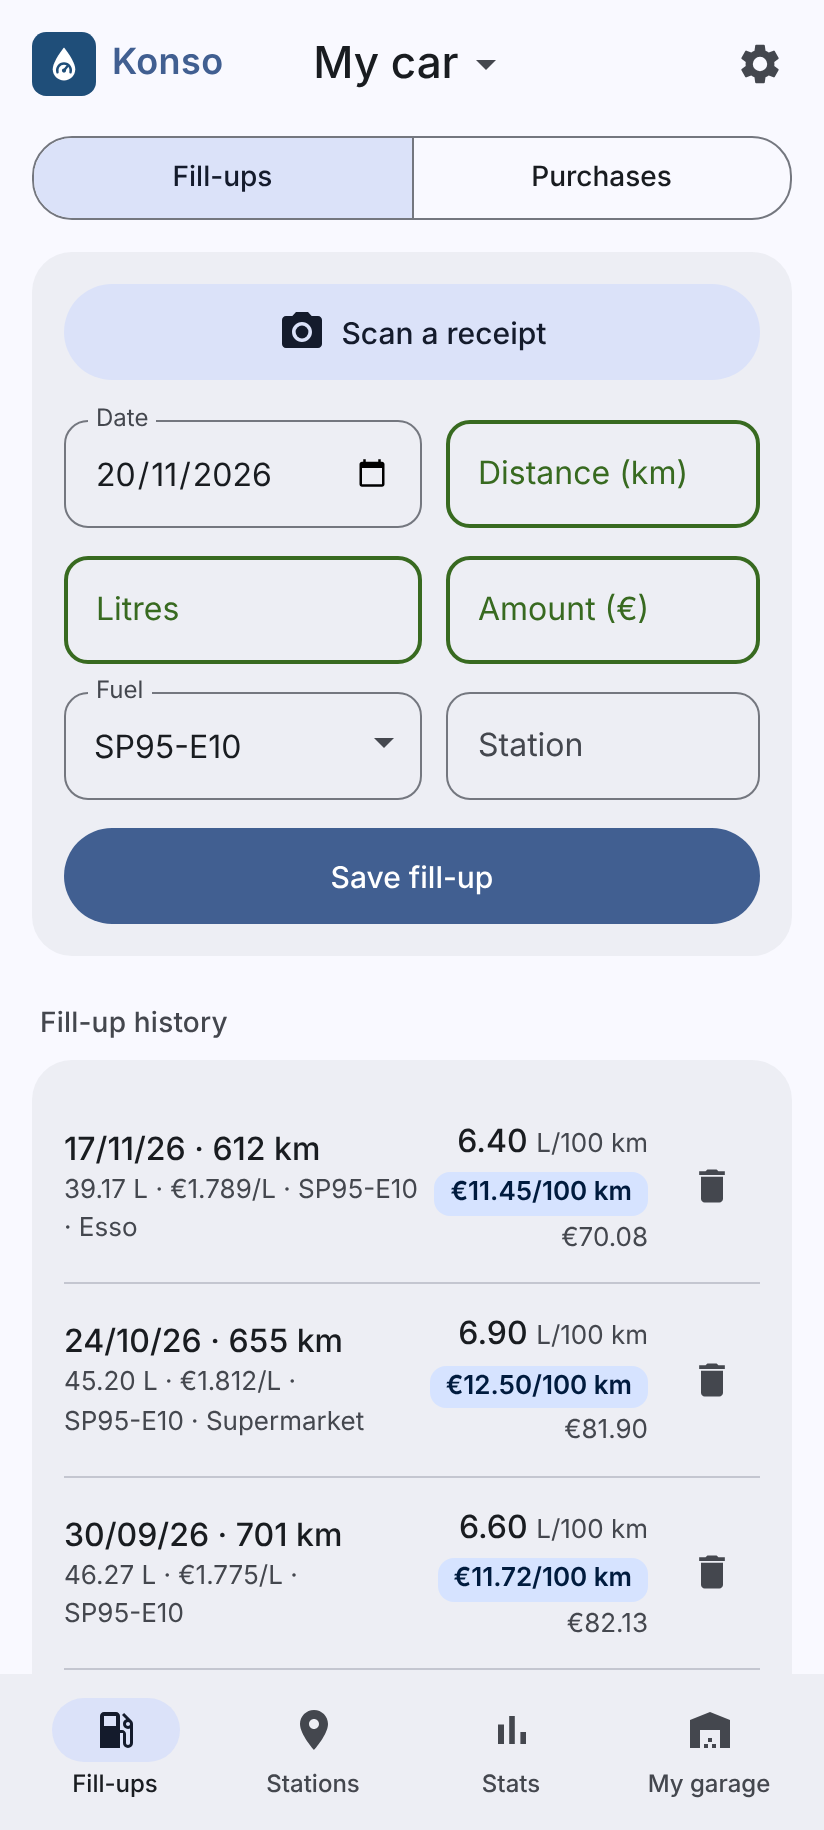 Konso
My car
Fill-ups
Purchases
Scan a receipt
Date
20/11/2026
Distance (km)
Litres
Amount (€)
Fuel
SP95-E10
Station
Save fill-up
Fill-up history
17/11/26 · 612 km
39.17 L · €1.789/L · SP95-E10
· Esso
6.40 L/100 km
€11.45/100 km
€70.08
24/10/26 · 655 km
45.20 L · €1.812/L ·
SP95-E10 · Supermarket
6.90 L/100 km
€12.50/100 km
€81.90
30/09/26 · 701 km
46.27 L · €1.775/L ·
SP95-E10
6.60 L/100 km
€11.72/100 km
€82.13
Fill-ups
Stations
Stats
My garage